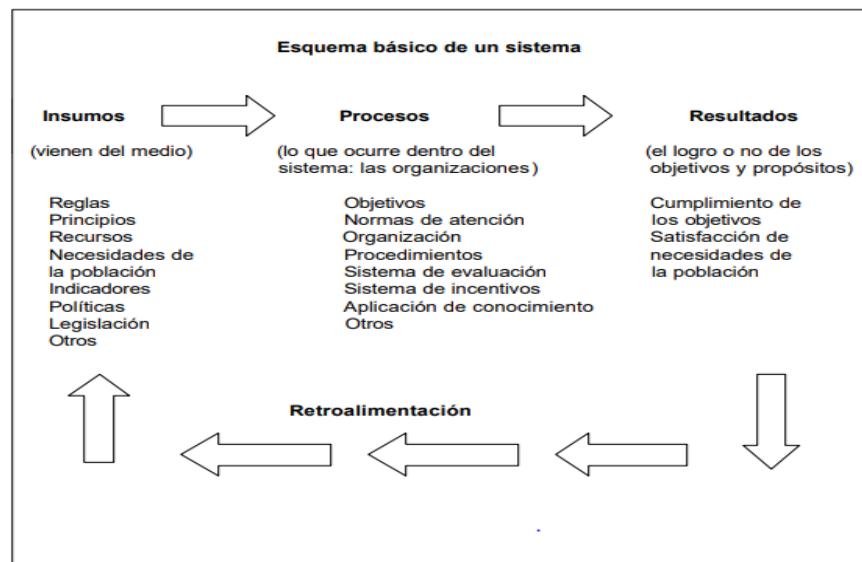 Esquema básico de un sistema
Insumos
(vienen del medio)
Reglas
Principios
Recursos
Necesidades de
la población
Indicadores
Políticas
Legislación
Otros
Procesos
(lo que ocurre dentro del
sistema: las organizaciones)
Objetivos
Normas de atención
Organización
Procedimientos
Sistema de evaluación
Sistema de incentivos
Aplicación de conocimiento
Otros
Resultados
(el logro o no de los
objetivos y propósitos)
Cumplimiento de
los objetivos
Satisfacción de
necesidades de
la población
Retroalimentación